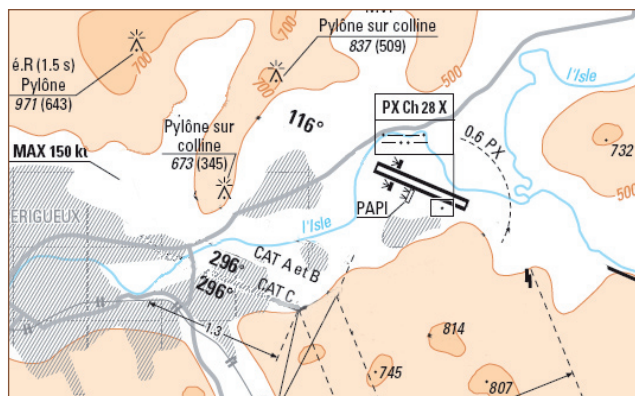 Pylône sur colline
837 (509)
700
700
é.R (1.5 s)
Pylône
971 (643)
700
500
l'Isle
PX Ch 28 X
116°
0.6 PX
Pylône sur
colline
673 (345)
MAX 150 kt
732
500
ERIGUEUX
PAPI
l'Isle
CAT A et B
296°
CAT C
296°
1.3
814
745
807